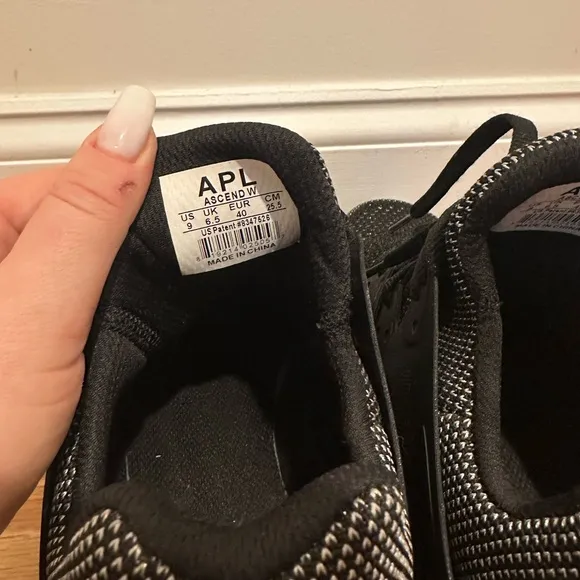 APL
ASCEND W
US UK EUR CM
9 6.5 40 25.5
US Patent #8347526
MADE IN CHINA